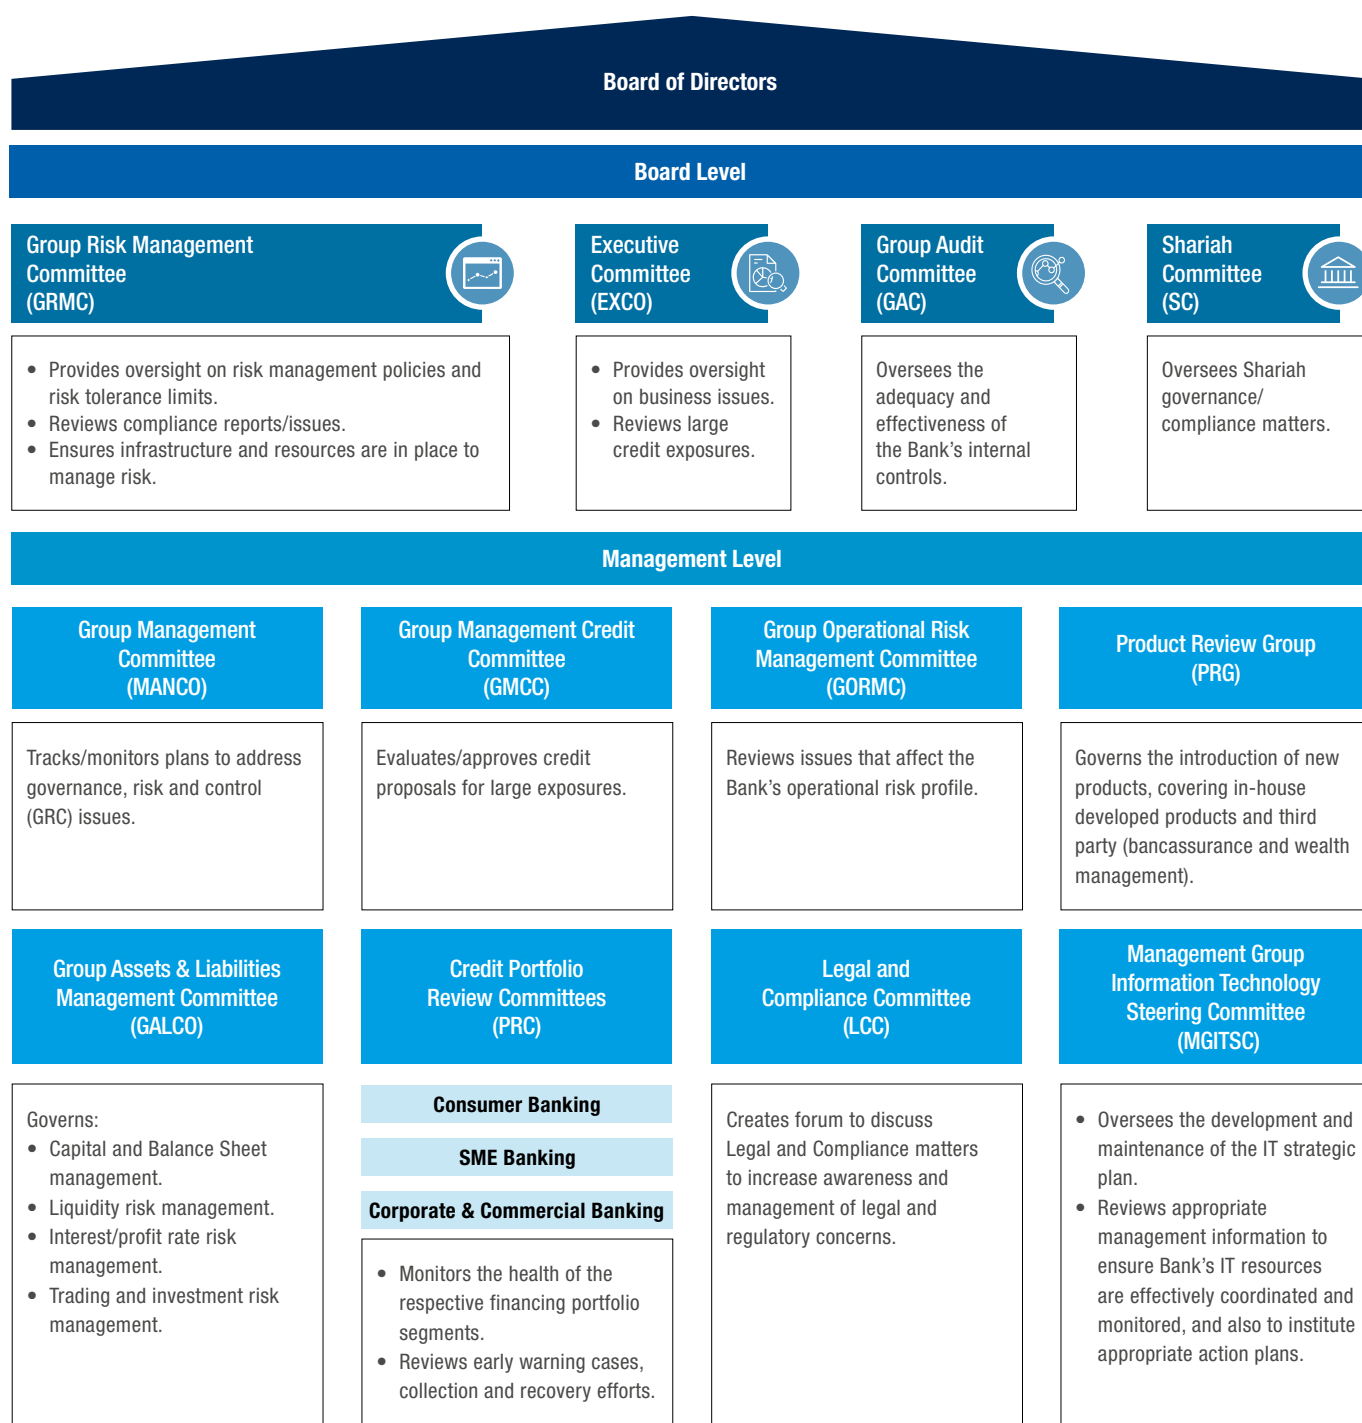 Board of Directors
Board Level
Group Risk Management
Committee
(GRMC)
• Provides oversight on risk management policies and
risk tolerance limits.
• Reviews compliance reports/issues.
• Ensures infrastructure and resources are in place to
manage risk.
Executive
Committee
(EXCO)
• Provides oversight
on business issues.
• Reviews large
credit exposures.
Group Audit
Committee
(GAC)
Oversees the
adequacy and
effectiveness of
the Bank’s internal
controls.
Shariah
Committee
(SC)
Oversees Shariah
governance/
compliance matters.
Management Level
Group Management
Committee
(MANCO)
Tracks/monitors plans to address
governance, risk and control
(GRC) issues.
Group Management Credit
Committee
(GMCC)
Evaluates/approves credit
proposals for large exposures.
Group Operational Risk
Management Committee
(GORMC)
Reviews issues that affect the
Bank’s operational risk profile.
Product Review Group
(PRG)
Governs the introduction of new
products, covering in-house
developed products and third
party (bancassurance and wealth
management).
Group Assets & Liabilities
Management Committee
(GALCO)
Governs:
• Capital and Balance Sheet
management.
• Liquidity risk management.
• Interest/profit rate risk
management.
• Trading and investment risk
management.
Credit Portfolio
Review Committees
(PRC)
Consumer Banking
SME Banking
Corporate & Commercial Banking
• Monitors the health of the
respective financing portfolio
segments.
• Reviews early warning cases,
collection and recovery efforts.
Legal and
Compliance Committee
(LCC)
Creates forum to discuss
Legal and Compliance matters
to increase awareness and
management of legal and
regulatory concerns.
Management Group
Information Technology
Steering Committee
(MGITSC)
• Oversees the development and
maintenance of the IT strategic
plan.
• Reviews appropriate
management information to
ensure Bank’s IT resources
are effectively coordinated and
monitored, and also to institute
appropriate action plans.